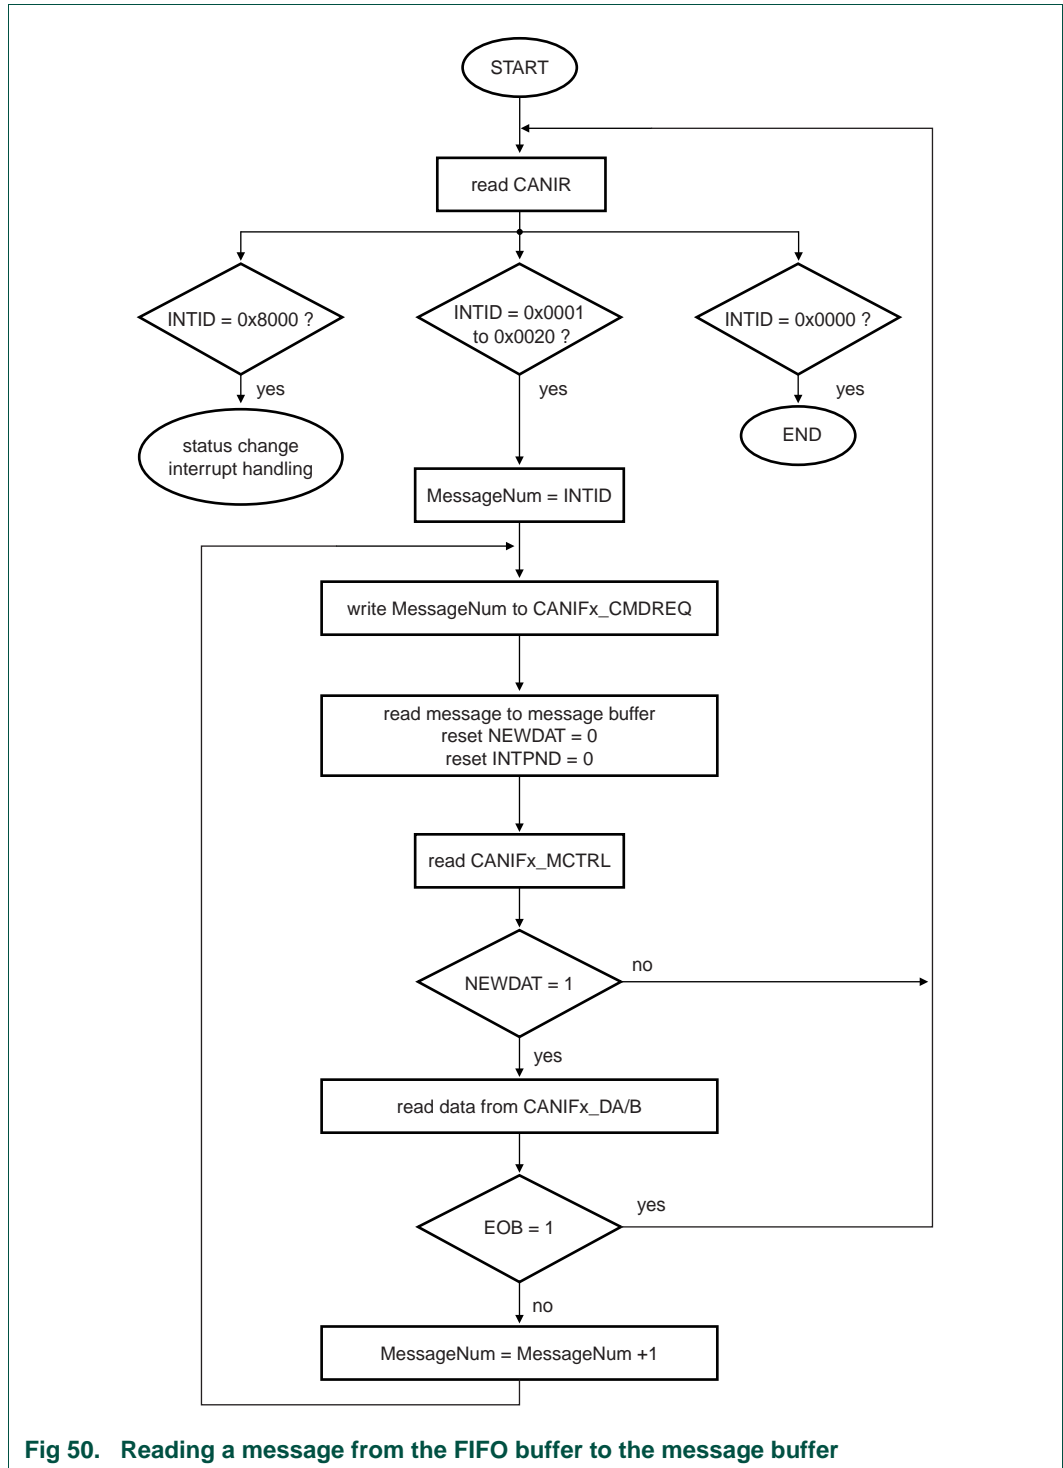 START
read CANIR
INTID = 0x8000 ?
INTID = 0x0001
to 0x0020 ?
INTID = 0x0000 ?
yes
yes
yes
status change
interrupt handling
END
MessageNum = INTID
write MessageNum to CANIFx_CMDREQ
read message to message buffer
reset NEWDAT = 0
reset INTPND = 0
read CANIFx_MCTRL
NEWDAT = 1
no
yes
read data from CANIFx_DA/B
EOB = 1
yes
no
MessageNum = MessageNum +1
Fig 50. Reading a message from the FIFO buffer to the message buffer